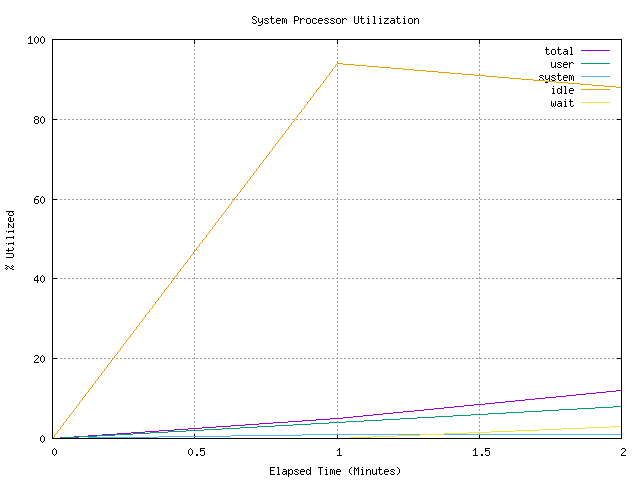 System Processor Utilization
100
80
60
40
20
0
% Utilized
total
user
system
idle
wait
0
0.5
1
1.5
2
Elapsed Time (Minutes)